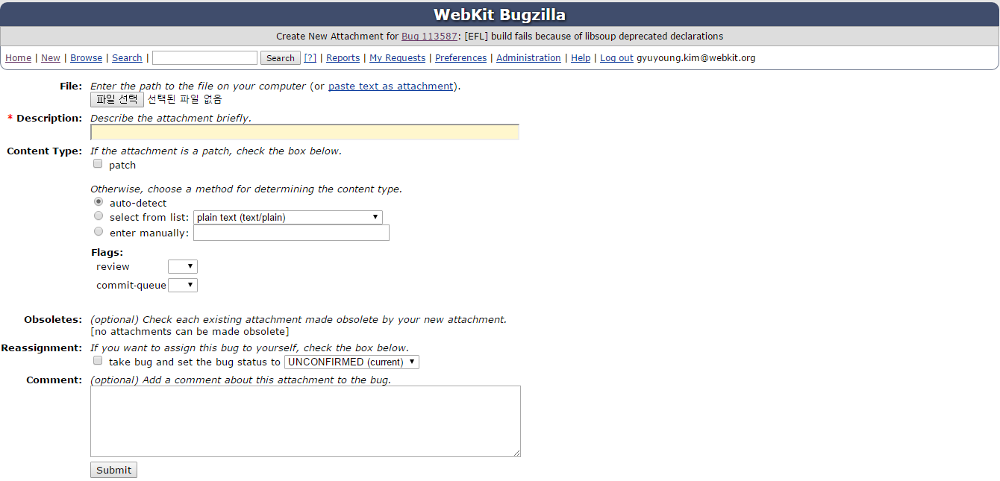 WebKit Bugzilla
Create New Attachment for Bug 113587: [EFL] build fails because of libsoup deprecated declarations
Home | New | Browse | Search | Search [?] | Reports | My Requests | Preferences | Administration | Help | Log out gyuyoung.kim@webkit.org
File: Enter the path to the file on your computer (or paste text as attachment).
파일 선택 선택된 파일 없음
* Description: Describe the attachment briefly.
Content Type: If the attachment is a patch, check the box below.
patch
Otherwise, choose a method for determining the content type.
auto-detect
select from list: plain text (text/plain)
enter manually:
Flags:
review
commit-queue
Obsoletes: (optional) Check each existing attachment made obsolete by your new attachment.
[no attachments can be made obsolete]
Reassignment: If you want to assign this bug to yourself, check the box below.
take bug and set the bug status to UNCONFIRMED (current)
Comment: (optional) Add a comment about this attachment to the bug.
Submit